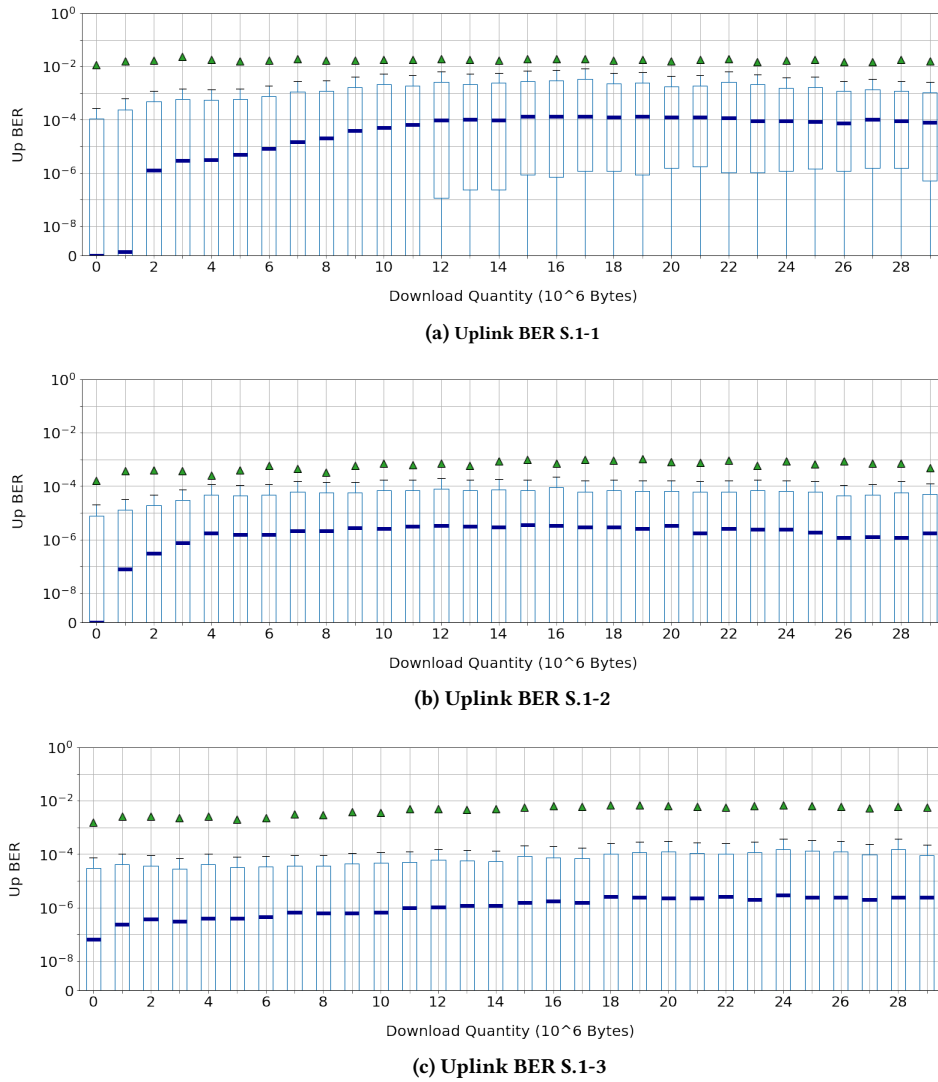 10^0
10^-2
10^-4
10^-6
10^-8
0
Up BER
0 2 4 6 8 10 12 14 16 18 20 22 24 26 28
Download Quantity (10^6 Bytes)
(a) Uplink BER S.1-1
10^0
10^-2
10^-4
10^-6
10^-8
0
Up BER
0 2 4 6 8 10 12 14 16 18 20 22 24 26 28
Download Quantity (10^6 Bytes)
(b) Uplink BER S.1-2
10^0
10^-2
10^-4
10^-6
10^-8
0
Up BER
0 2 4 6 8 10 12 14 16 18 20 22 24 26 28
Download Quantity (10^6 Bytes)
(c) Uplink BER S.1-3